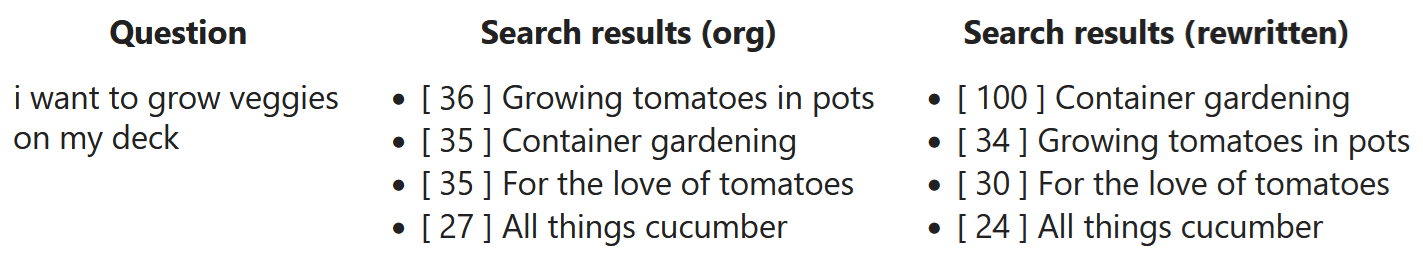 Question
Search results (org)
Search results (rewritten)
i want to grow veggies
on my deck
• [ 36 ] Growing tomatoes in pots
• [ 35 ] Container gardening
• [ 35 ] For the love of tomatoes
• [ 27 ] All things cucumber
• [ 100 ] Container gardening
• [ 34 ] Growing tomatoes in pots
• [ 30 ] For the love of tomatoes
• [ 24 ] All things cucumber